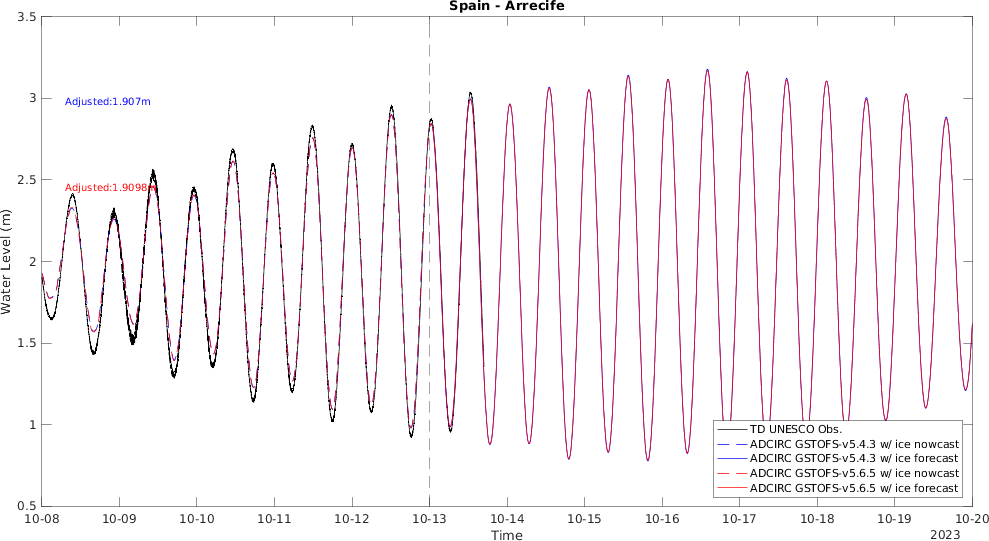 Spain - Arrecife
3.5
3
2.5
2
1.5
1
0.5
Water Level (m)
Adjusted:1.907m
Adjusted:1.9098m
TD UNESCO Obs.
ADCIRC GSTOFS-v5.4.3 w/ ice nowcast
ADCIRC GSTOFS-v5.4.3 w/ ice forecast
ADCIRC GSTOFS-v5.6.5 w/ ice nowcast
ADCIRC GSTOFS-v5.6.5 w/ ice forecast
10-08 10-09 10-10 10-11 10-12 10-13 10-14 10-15 10-16 10-17 10-18 10-19 10-20
Time
2023